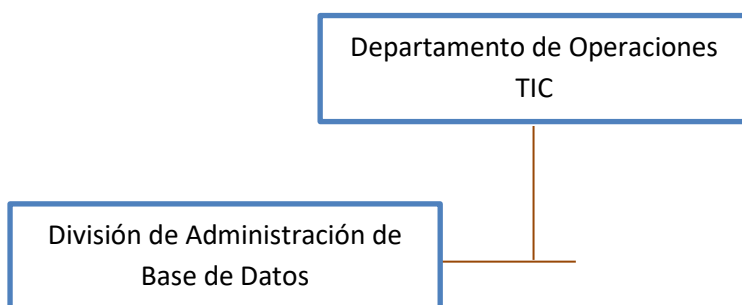 Departamento de Operaciones
TIC
División de Administración de
Base de Datos